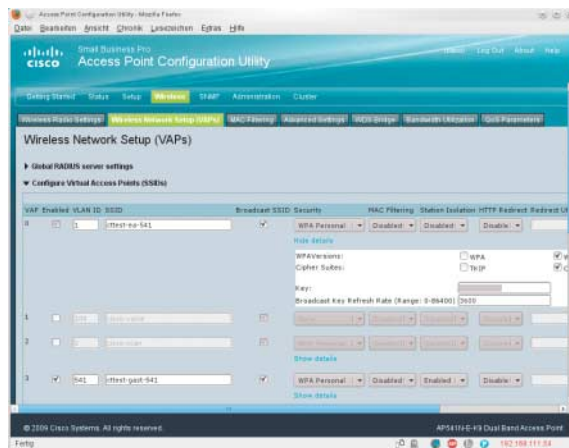 Access Point Configuration Utility - Mozilla Firefox
Datei Bearbeiten Ansicht Chronik Lesezeichen Extras Hilfe
cisco
Small Business Pro
Access Point Configuration Utility
Log Out About Help
Getting Started Status Setup Wireless SNMP Administration Cluster
Wireless Radio Settings Wireless Network Setup (VAPs) MAC Filtering Advanced Settings WDS Bridge Bandwidth Utilization QoS Parameters
Wireless Network Setup (VAPs)
Global RADIUS server settings
Configure Virtual Access Points (SSIDs)
VAP Enabled VLAN ID SSID Broadcast SSID Security MAC Filtering Station Isolation HTTP Redirect Redirect
0 1 cttest-sa-541 WPA Personal Disabled Disabled Disable
Hide details
WPAVersions: WPA
Cipher Suites: TKIP
Key:
Broadcast Key Refresh Rate (Range: 0-86400) 3600
1
2
Show details
3 541 cttest-gast-541 WPA Personal Disabled Enabled Disable
Show details
© 2009 Cisco Systems. All rights reserved. AP541N-E-K9 Dual Band Access Point
Fertig 192.168.111.54